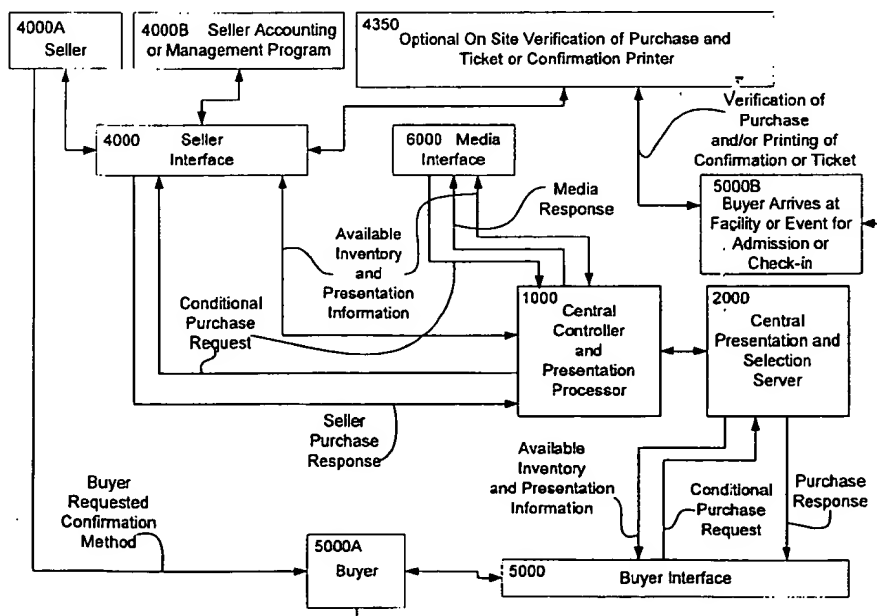 4000A
Seller
4000B Seller Accounting
or Management Program
4350
Optional On Site Verification of Purchase and
Ticket or Confirmation Printer
4000 Seller
Interface
6000 Media
Interface
Verification of
Purchase
and/or Printing of
Confirmation or Ticket
Media
Response
5000B
Buyer Arrives at
Facility or Event for
Admission or
Check-in
Available
Inventory
and
Presentation
Information
Conditional
Purchase
Request
1000
Central
Controller
and
Presentation
Processor
2000
Central
Presentation and
Selection
Server
Seller
Purchase
Response
Available
Inventory
and Presentation
Information
Conditional
Purchase
Request
Purchase
Response
Buyer
Requested
Confirmation
Method
5000A
Buyer
5000
Buyer Interface